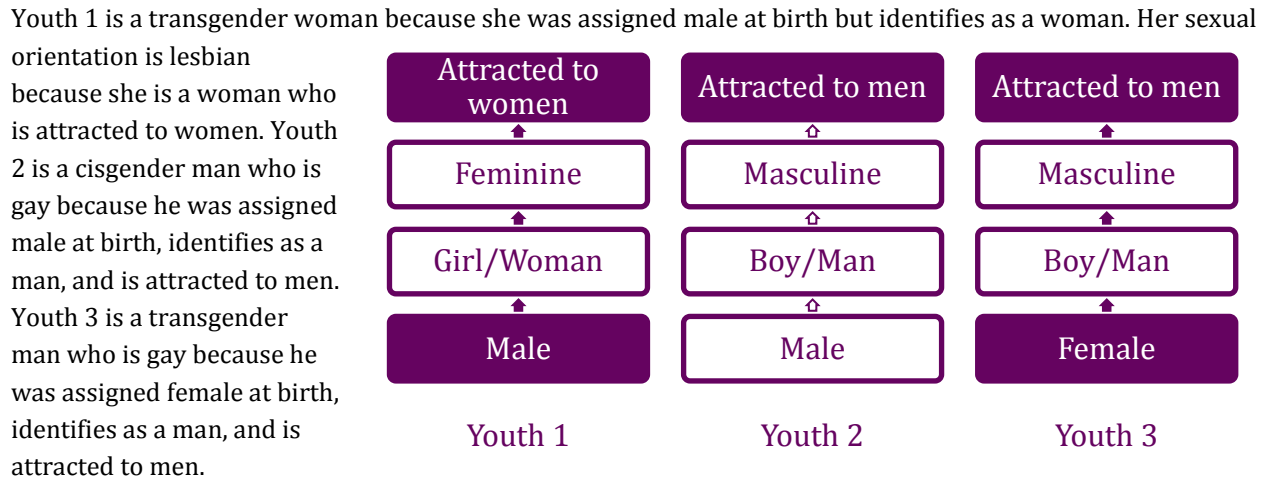 Youth 1 is a transgender woman because she was assigned male at birth but identifies as a woman. Her sexual
orientation is lesbian
because she is a woman who
is attracted to women. Youth
2 is a cisgender man who is
gay because he was assigned
male at birth, identifies as a
man, and is attracted to men.
Youth 3 is a transgender
man who is gay because he
was assigned female at birth,
identifies as a man, and is
attracted to men.
Attracted to
women
Feminine
Girl/Woman
Male
Youth 1
Attracted to men
Masculine
Boy/Man
Male
Youth 2
Attracted to men
Masculine
Boy/Man
Female
Youth 3